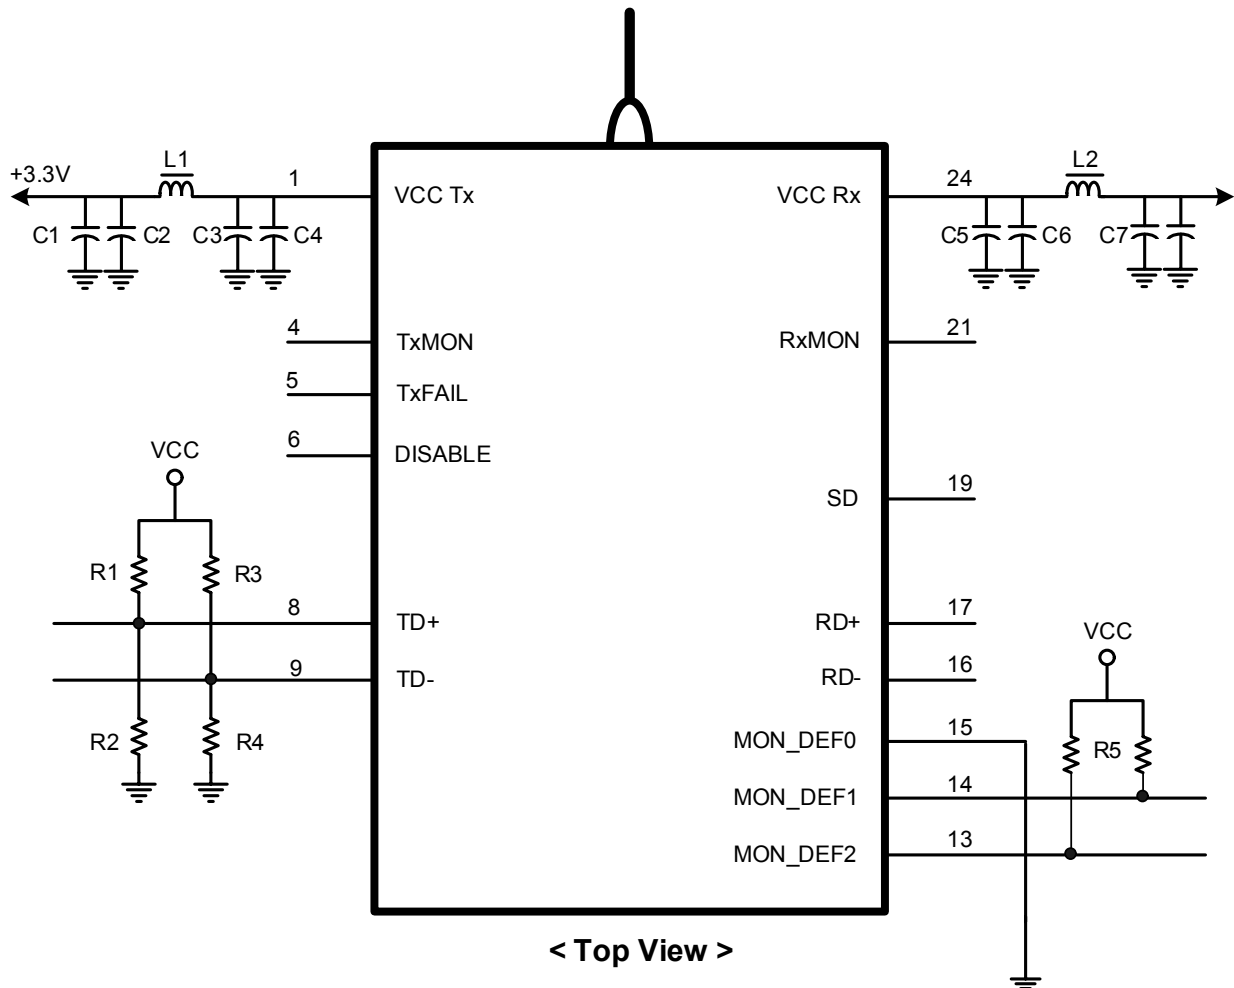 +3.3V
L1
1
VCC Tx
VCC Rx
24
L2
C1
C2
C3
C4
C5
C6
C7
4
TxMON
RxMON
21
5
TxFAIL
6
DISABLE
VCC
SD
19
R1
R3
8
TD+
RD+
17
VCC
9
TD-
RD-
16
R2
R4
MON_DEF0
15
R5
MON_DEF1
14
MON_DEF2
13
< Top View >